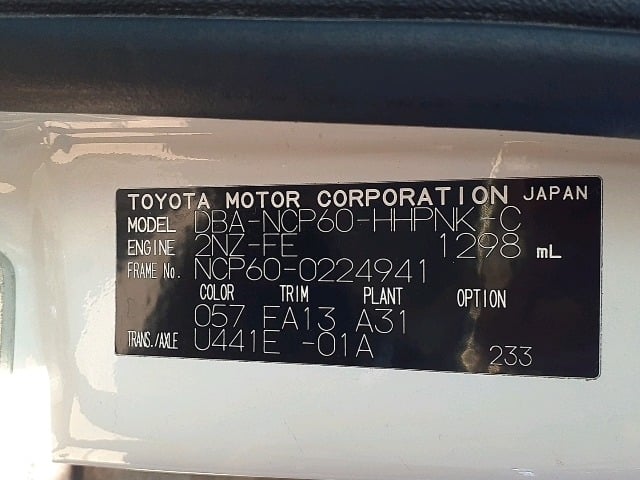 TOYOTA MOTOR CORPORATION JAPAN
MODEL DBA-NCP60-HHPNK-C
ENGINE 2NZ-FE 1298 mL
FRAME No. NCP60-0224941
COLOR TRIM PLANT OPTION
057 FA13 A31
TRANS./AXLE U441E -01A
233